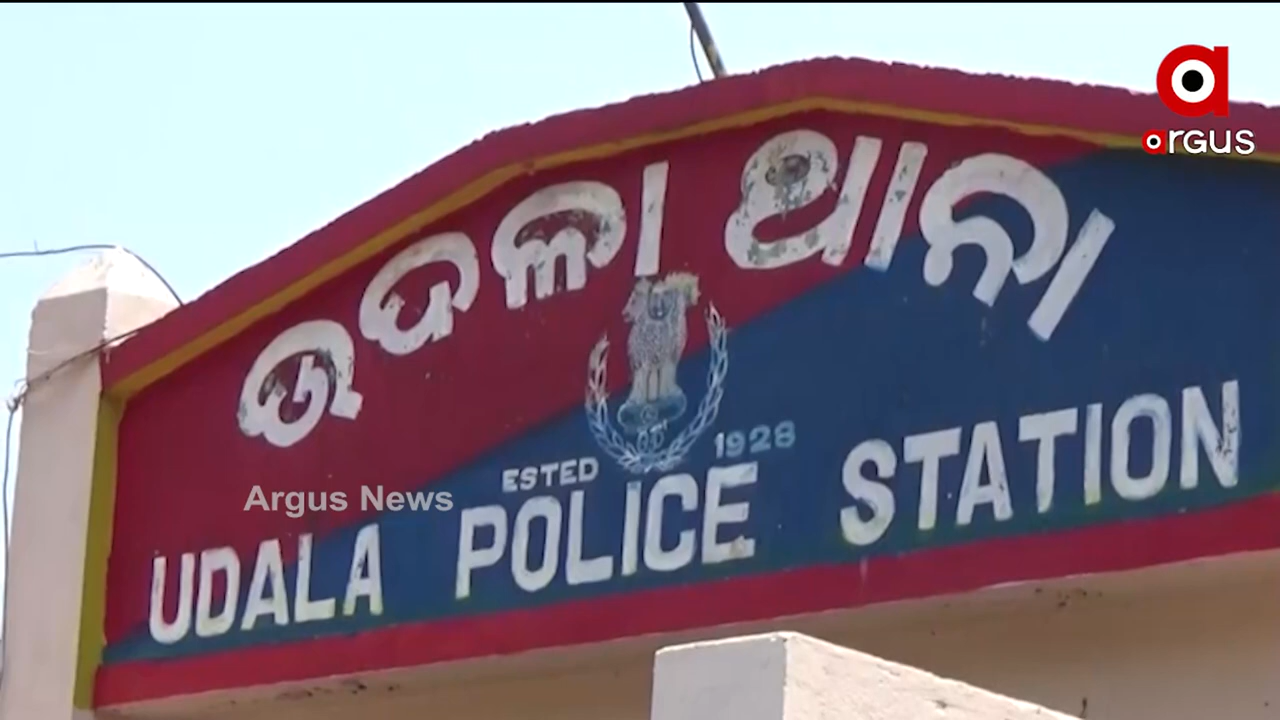 argus
ଉଦଳା ଥାନା
ESTED 1928
Argus News
UDALA POLICE STATION